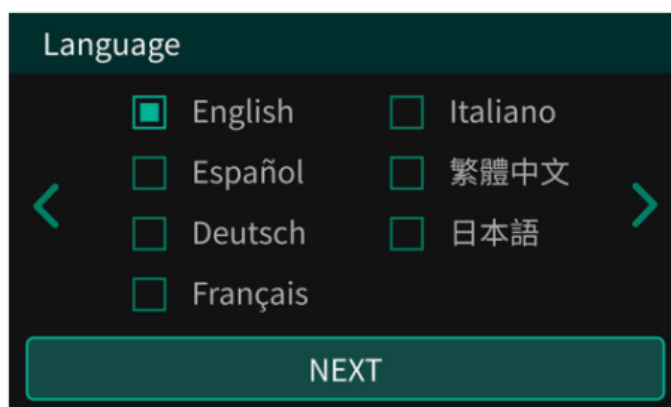 Language
English
Español
Deutsch
Français
Italiano
繁體中文
日本語
NEXT